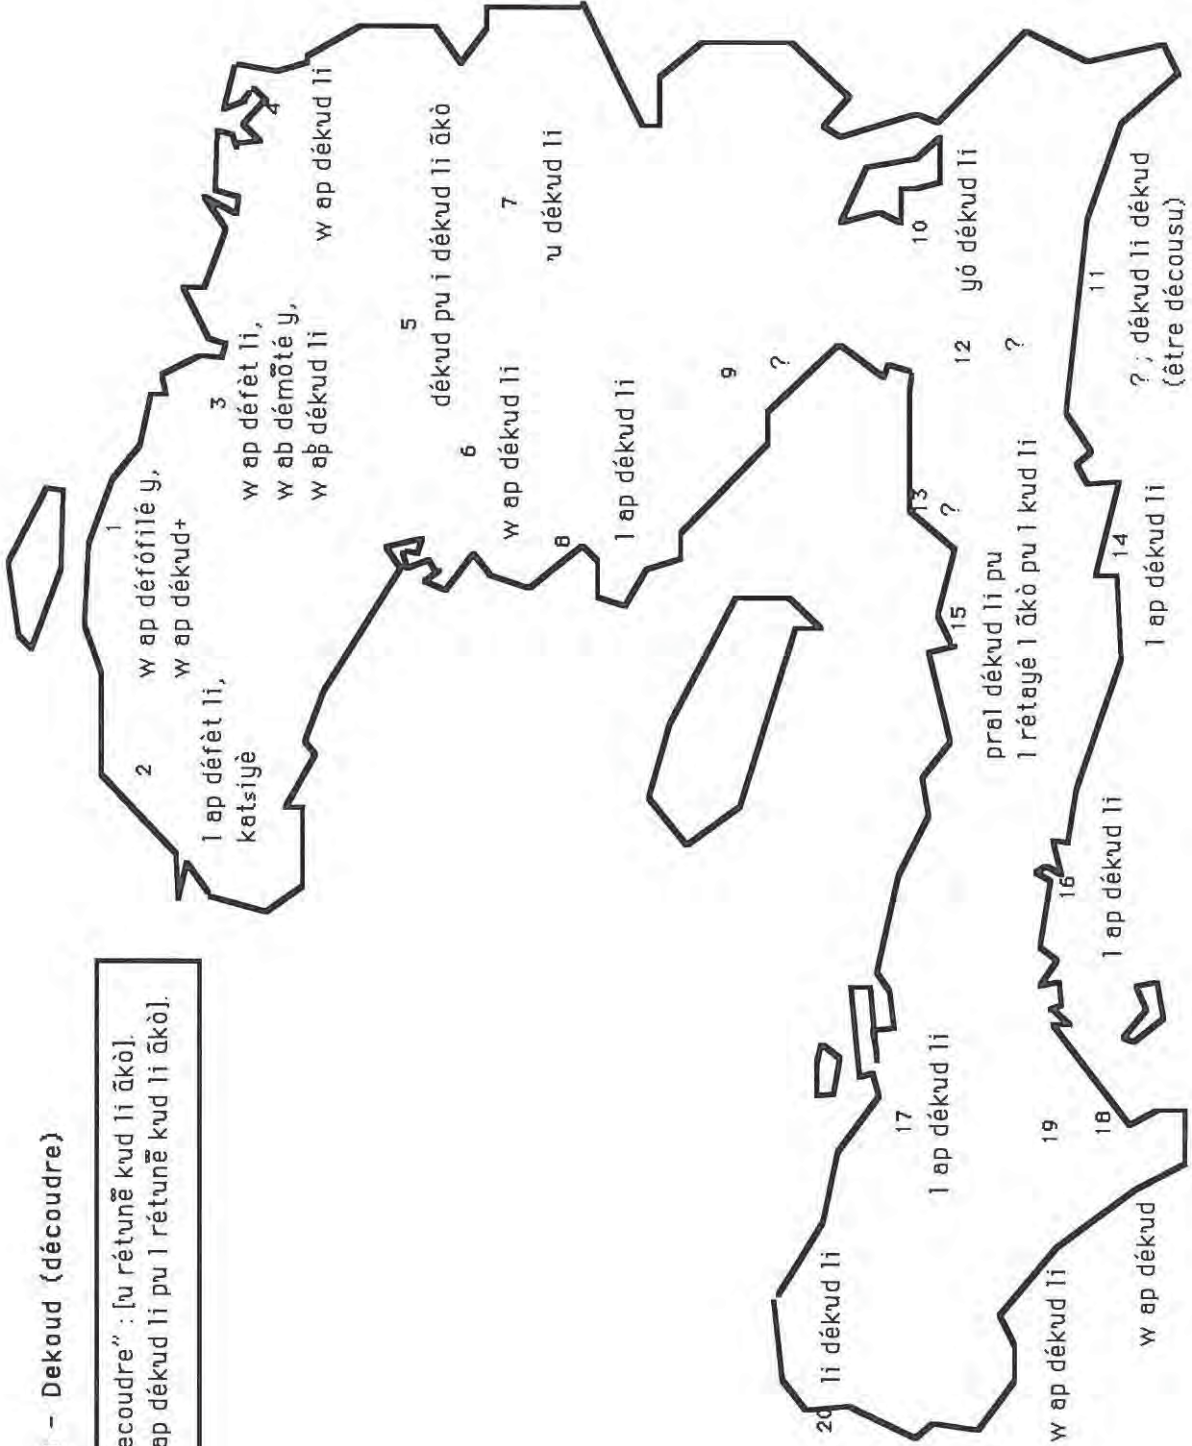 – Dekoud (découdre)
ecoudre" : [u rétunẽ kud li ãkò].
ap dékud li pu l rétunẽ kud li ãkò].
1
w ap défófilé y,
w ap dékud+
2
l ap défèt li,
katsiyè
3
w ap défèt li,
w ab démõté y,
w ap dékud li
4
w ap dékud li
5
dékud pu i dékud li ãkò
6
w ap dékud li
7
u dékud li
8
l ap dékud li
9
?
10
yó dékud li
11
? ; dékud li dékud
(être décousu)
12
?
13
?
14
l ap dékud li
15
pral dékud li pu
l rétayé l ãkò pu l kud li
16
l ap dékud li
17
l ap dékud li
18
w ap dékud
19
w ap dékud li
20
li dékud li